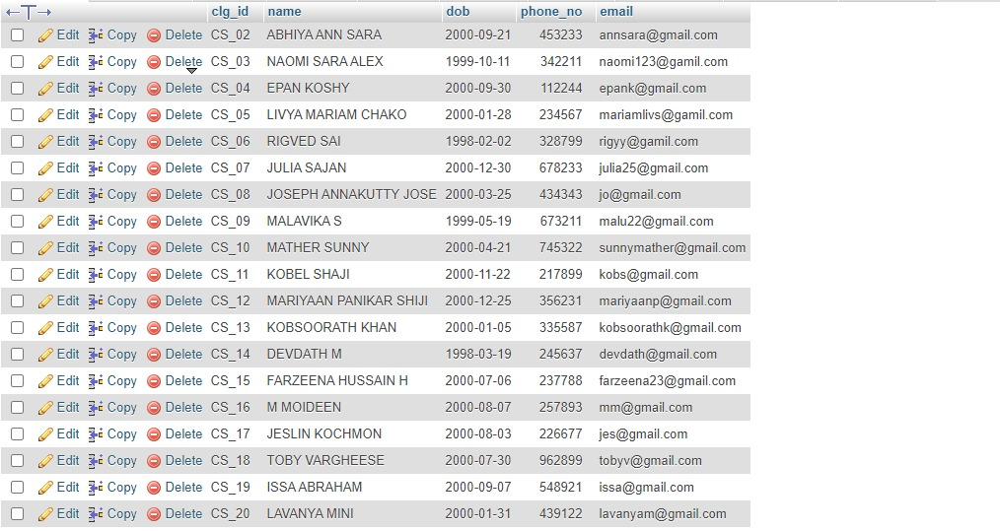 ←T→ clg_id name dob phone_no email
Edit Copy Delete CS_02 ABHIYA ANN SARA 2000-09-21 453233 annsara@gmail.com
Edit Copy Delete CS_03 NAOMI SARA ALEX 1999-10-11 342211 naomi123@gamil.com
Edit Copy Delete CS_04 EPAN KOSHY 2000-09-30 112244 epank@gmail.com
Edit Copy Delete CS_05 LIVYA MARIAM CHAKO 2000-01-28 234567 mariamlivs@gamil.com
Edit Copy Delete CS_06 RIGVED SAI 1998-02-02 328799 rigyy@gamil.com
Edit Copy Delete CS_07 JULIA SAJAN 2000-12-30 678233 julia25@gmail.com
Edit Copy Delete CS_08 JOSEPH ANNAKUTTY JOSE 2000-03-25 434343 jo@gmail.com
Edit Copy Delete CS_09 MALAVIKA S 1999-05-19 673211 malu22@gmail.com
Edit Copy Delete CS_10 MATHER SUNNY 2000-04-21 745322 sunnymather@gmail.com
Edit Copy Delete CS_11 KOBEL SHAJI 2000-11-22 217899 kobs@gmail.com
Edit Copy Delete CS_12 MARIYAAN PANIKAR SHIJI 2000-12-25 356231 mariyaanp@gmail.com
Edit Copy Delete CS_13 KOBSOORATH KHAN 2000-01-05 335587 kobsoorathk@gmail.com
Edit Copy Delete CS_14 DEVDATH M 1998-03-19 245637 devdath@gmail.com
Edit Copy Delete CS_15 FARZEENA HUSSAIN H 2000-07-06 237788 farzeena23@gmail.com
Edit Copy Delete CS_16 M MOIDEEN 2000-08-07 257893 mm@gmail.com
Edit Copy Delete CS_17 JESLIN KOCHMON 2000-08-03 226677 jes@gmail.com
Edit Copy Delete CS_18 TOBY VARGHEESE 2000-07-30 962899 tobyv@gmail.com
Edit Copy Delete CS_19 ISSA ABRAHAM 2000-09-07 548921 issa@gmail.com
Edit Copy Delete CS_20 LAVANYA MINI 2000-01-31 439122 lavanyam@gmail.com